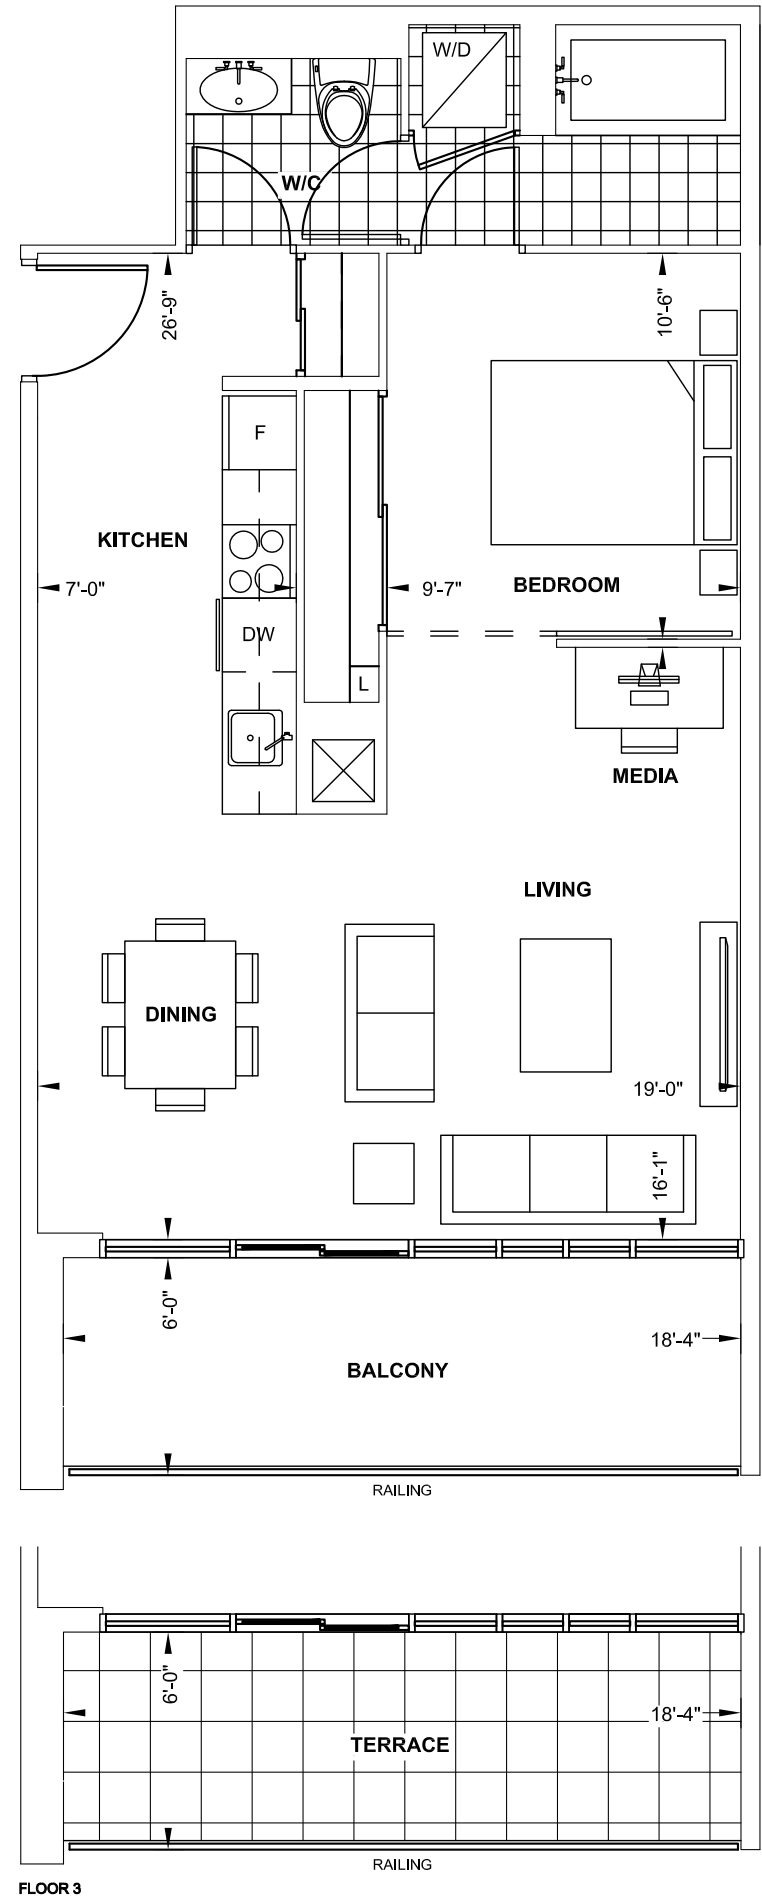 W/D
W/C
26'-9"
10'-6"
F
KITCHEN
7'-0"
9'-7"
BEDROOM
DW
L
MEDIA
LIVING
DINING
19'-0"
16'-1"
6'-0"
18'-4"
BALCONY
RAILING
6'-0"
18'-4"
TERRACE
RAILING
FLOOR 3